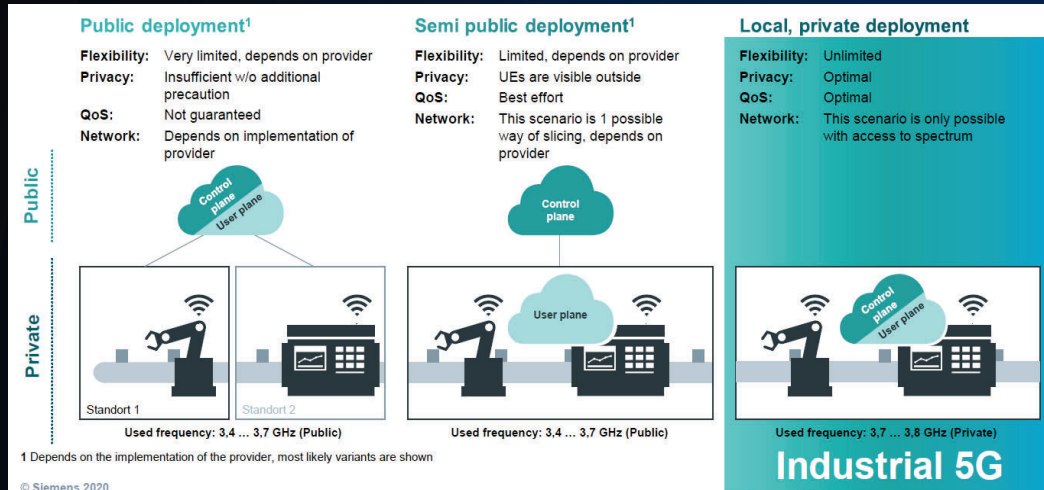 Public deployment1
Flexibility: Very limited, depends on provider
Privacy: Insufficient w/o additional
precaution
QoS: Not guaranteed
Network: Depends on implementation of
provider
Semi public deployment1
Flexibility: Limited, depends on provider
Privacy: UEs are visible outside
QoS: Best effort
Network: This scenario is 1 possible
way of slicing, depends on
provider
Local, private deployment
Flexibility: Unlimited
Privacy: Optimal
QoS: Optimal
Network: This scenario is only possible
with access to spectrum
Public
Control
plane
User plane
Control
plane
Private
Standort 1
Standort 2
User plane
Control
plane
User plane
Used frequency: 3,4 ... 3,7 GHz (Public)
Used frequency: 3,4 ... 3,7 GHz (Public)
Used frequency: 3,7 ... 3,8 GHz (Private)
1 Depends on the implementation of the provider, most likely variants are shown
Industrial 5G
© Siemens 2020